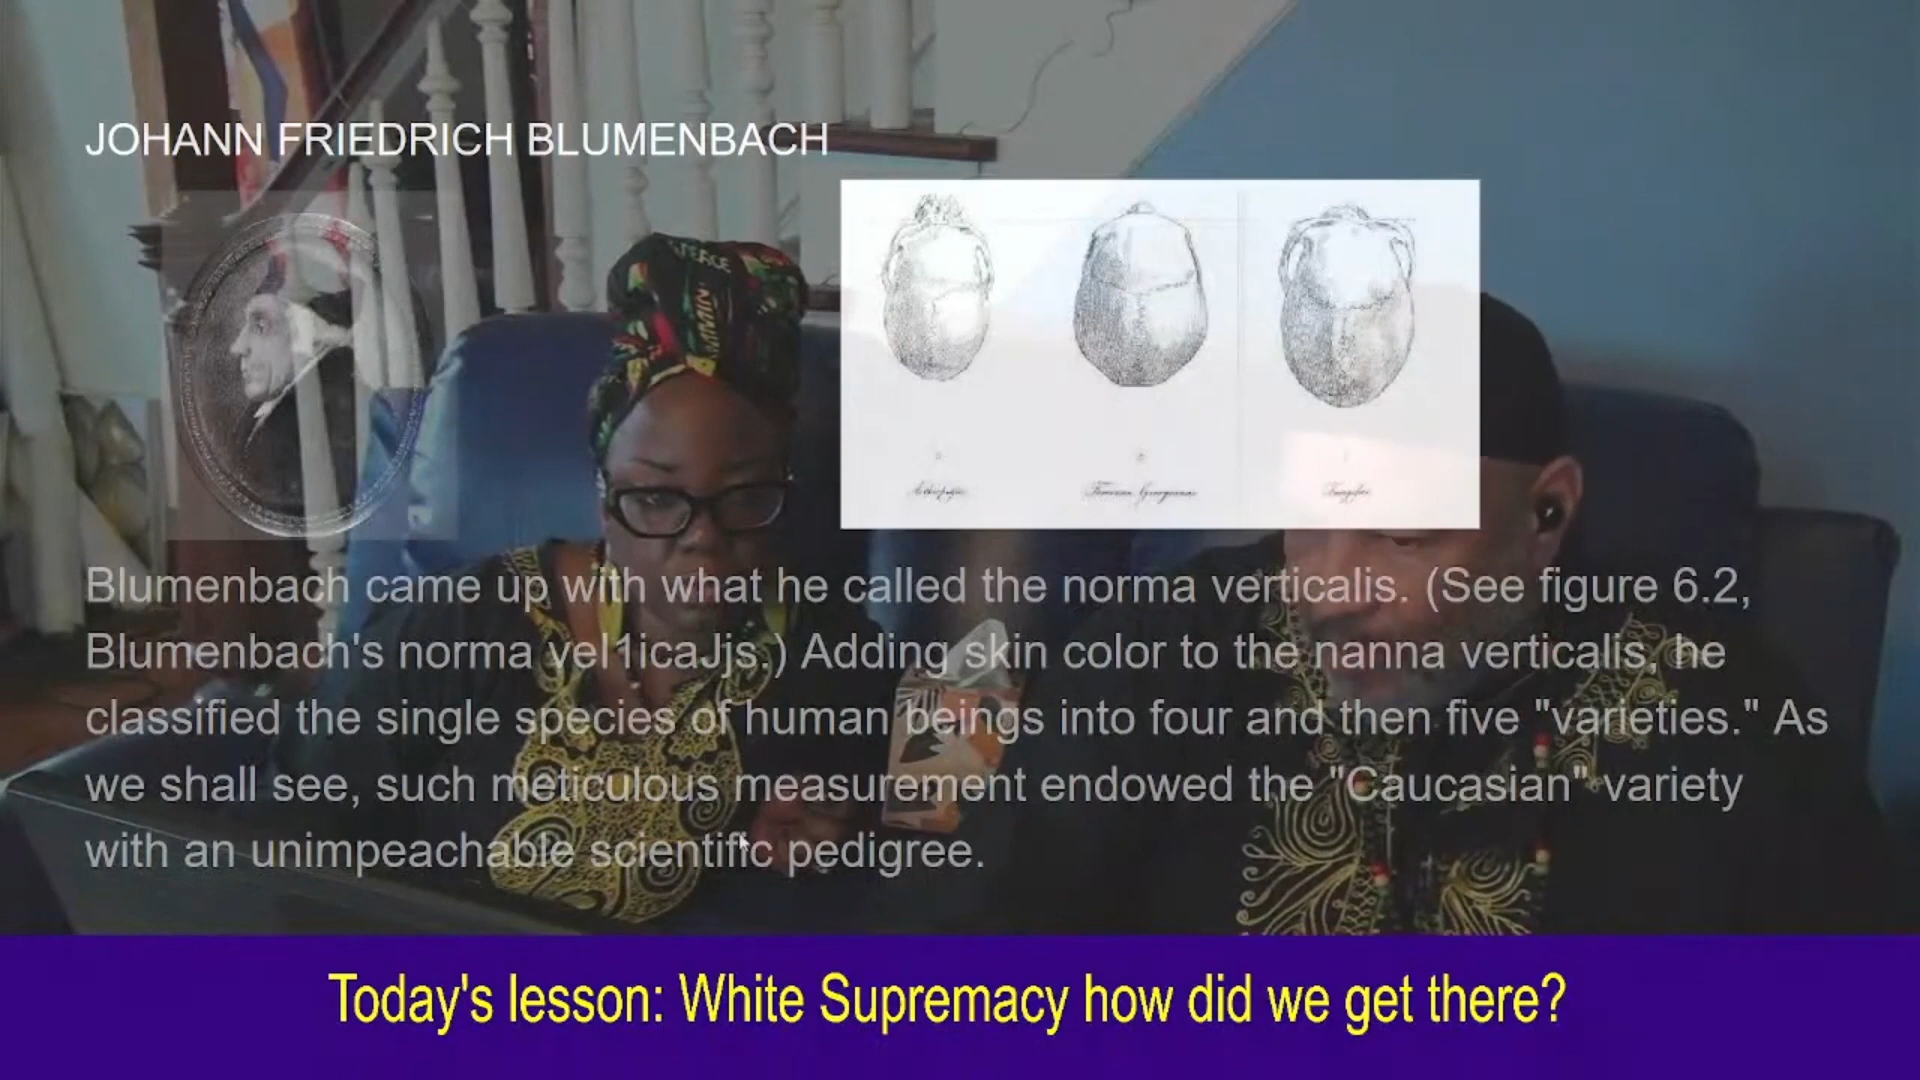 JOHANN FRIEDRICH BLUMENBACH
Blumenbach came up with what he called the norma verticalis. (See figure 6.2,
Blumenbach's norma vel1icaJjs.) Adding skin color to the nanna verticalis, he
classified the single species of human beings into four and then five "varieties." As
we shall see, such meticulous measurement endowed the "Caucasian" variety
with an unimpeachable scientific pedigree.
Today's lesson: White Supremacy how did we get there?